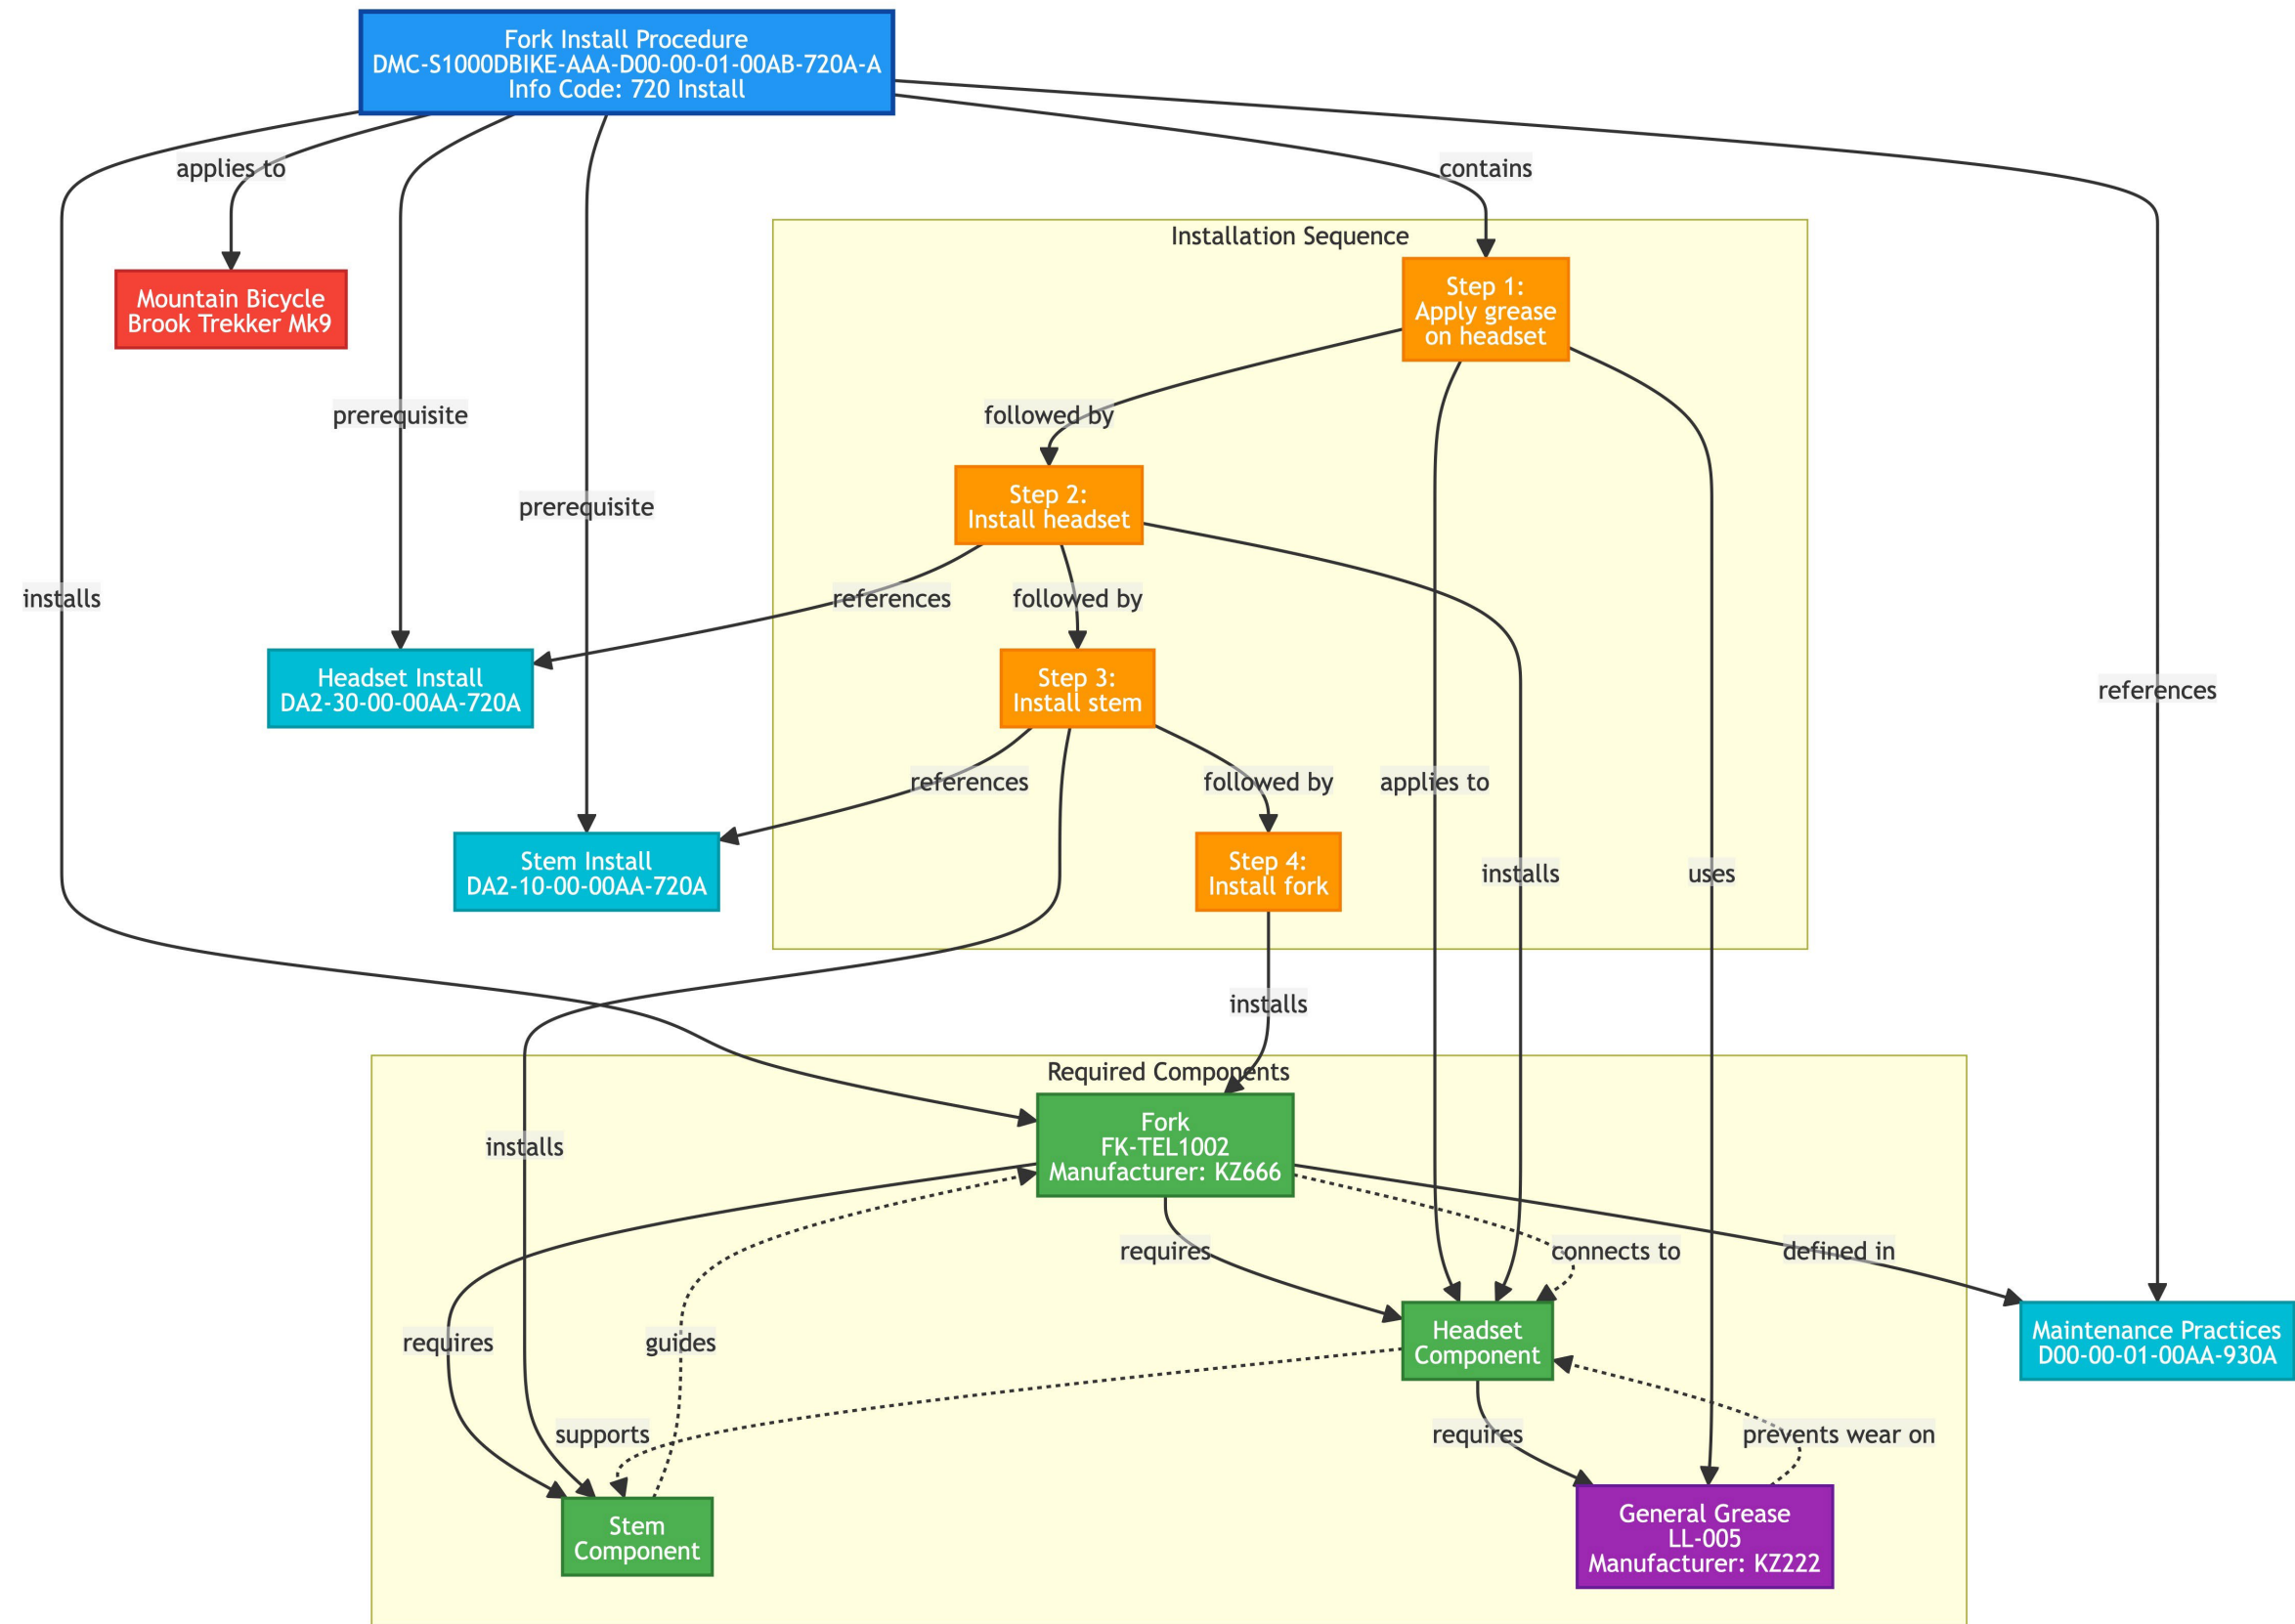 Fork Install Procedure
DMC-S1000DBIKE-AAA-D00-00-01-00AB-720A-A
Info Code: 720 Install
applies to
contains
Installation Sequence
Step 1:
Apply grease
on headset
Mountain Bicycle
Brook Trekker Mk9
prerequisite
followed by
prerequisite
Step 2:
Install headset
installs
references
followed by
Headset Install
DA2-30-00-00AA-720A
Step 3:
Install stem
references
references
followed by
applies to
Stem Install
DA2-10-00-00AA-720A
Step 4:
Install fork
installs
uses
installs
Required Components
Fork
FK-TEL1002
Manufacturer: KZ666
installs
requires
connects to
defined in
requires
guides
Headset
Component
Maintenance Practices
D00-00-01-00AA-930A
supports
requires
prevents wear on
Stem
Component
General Grease
LL-005
Manufacturer: KZ222